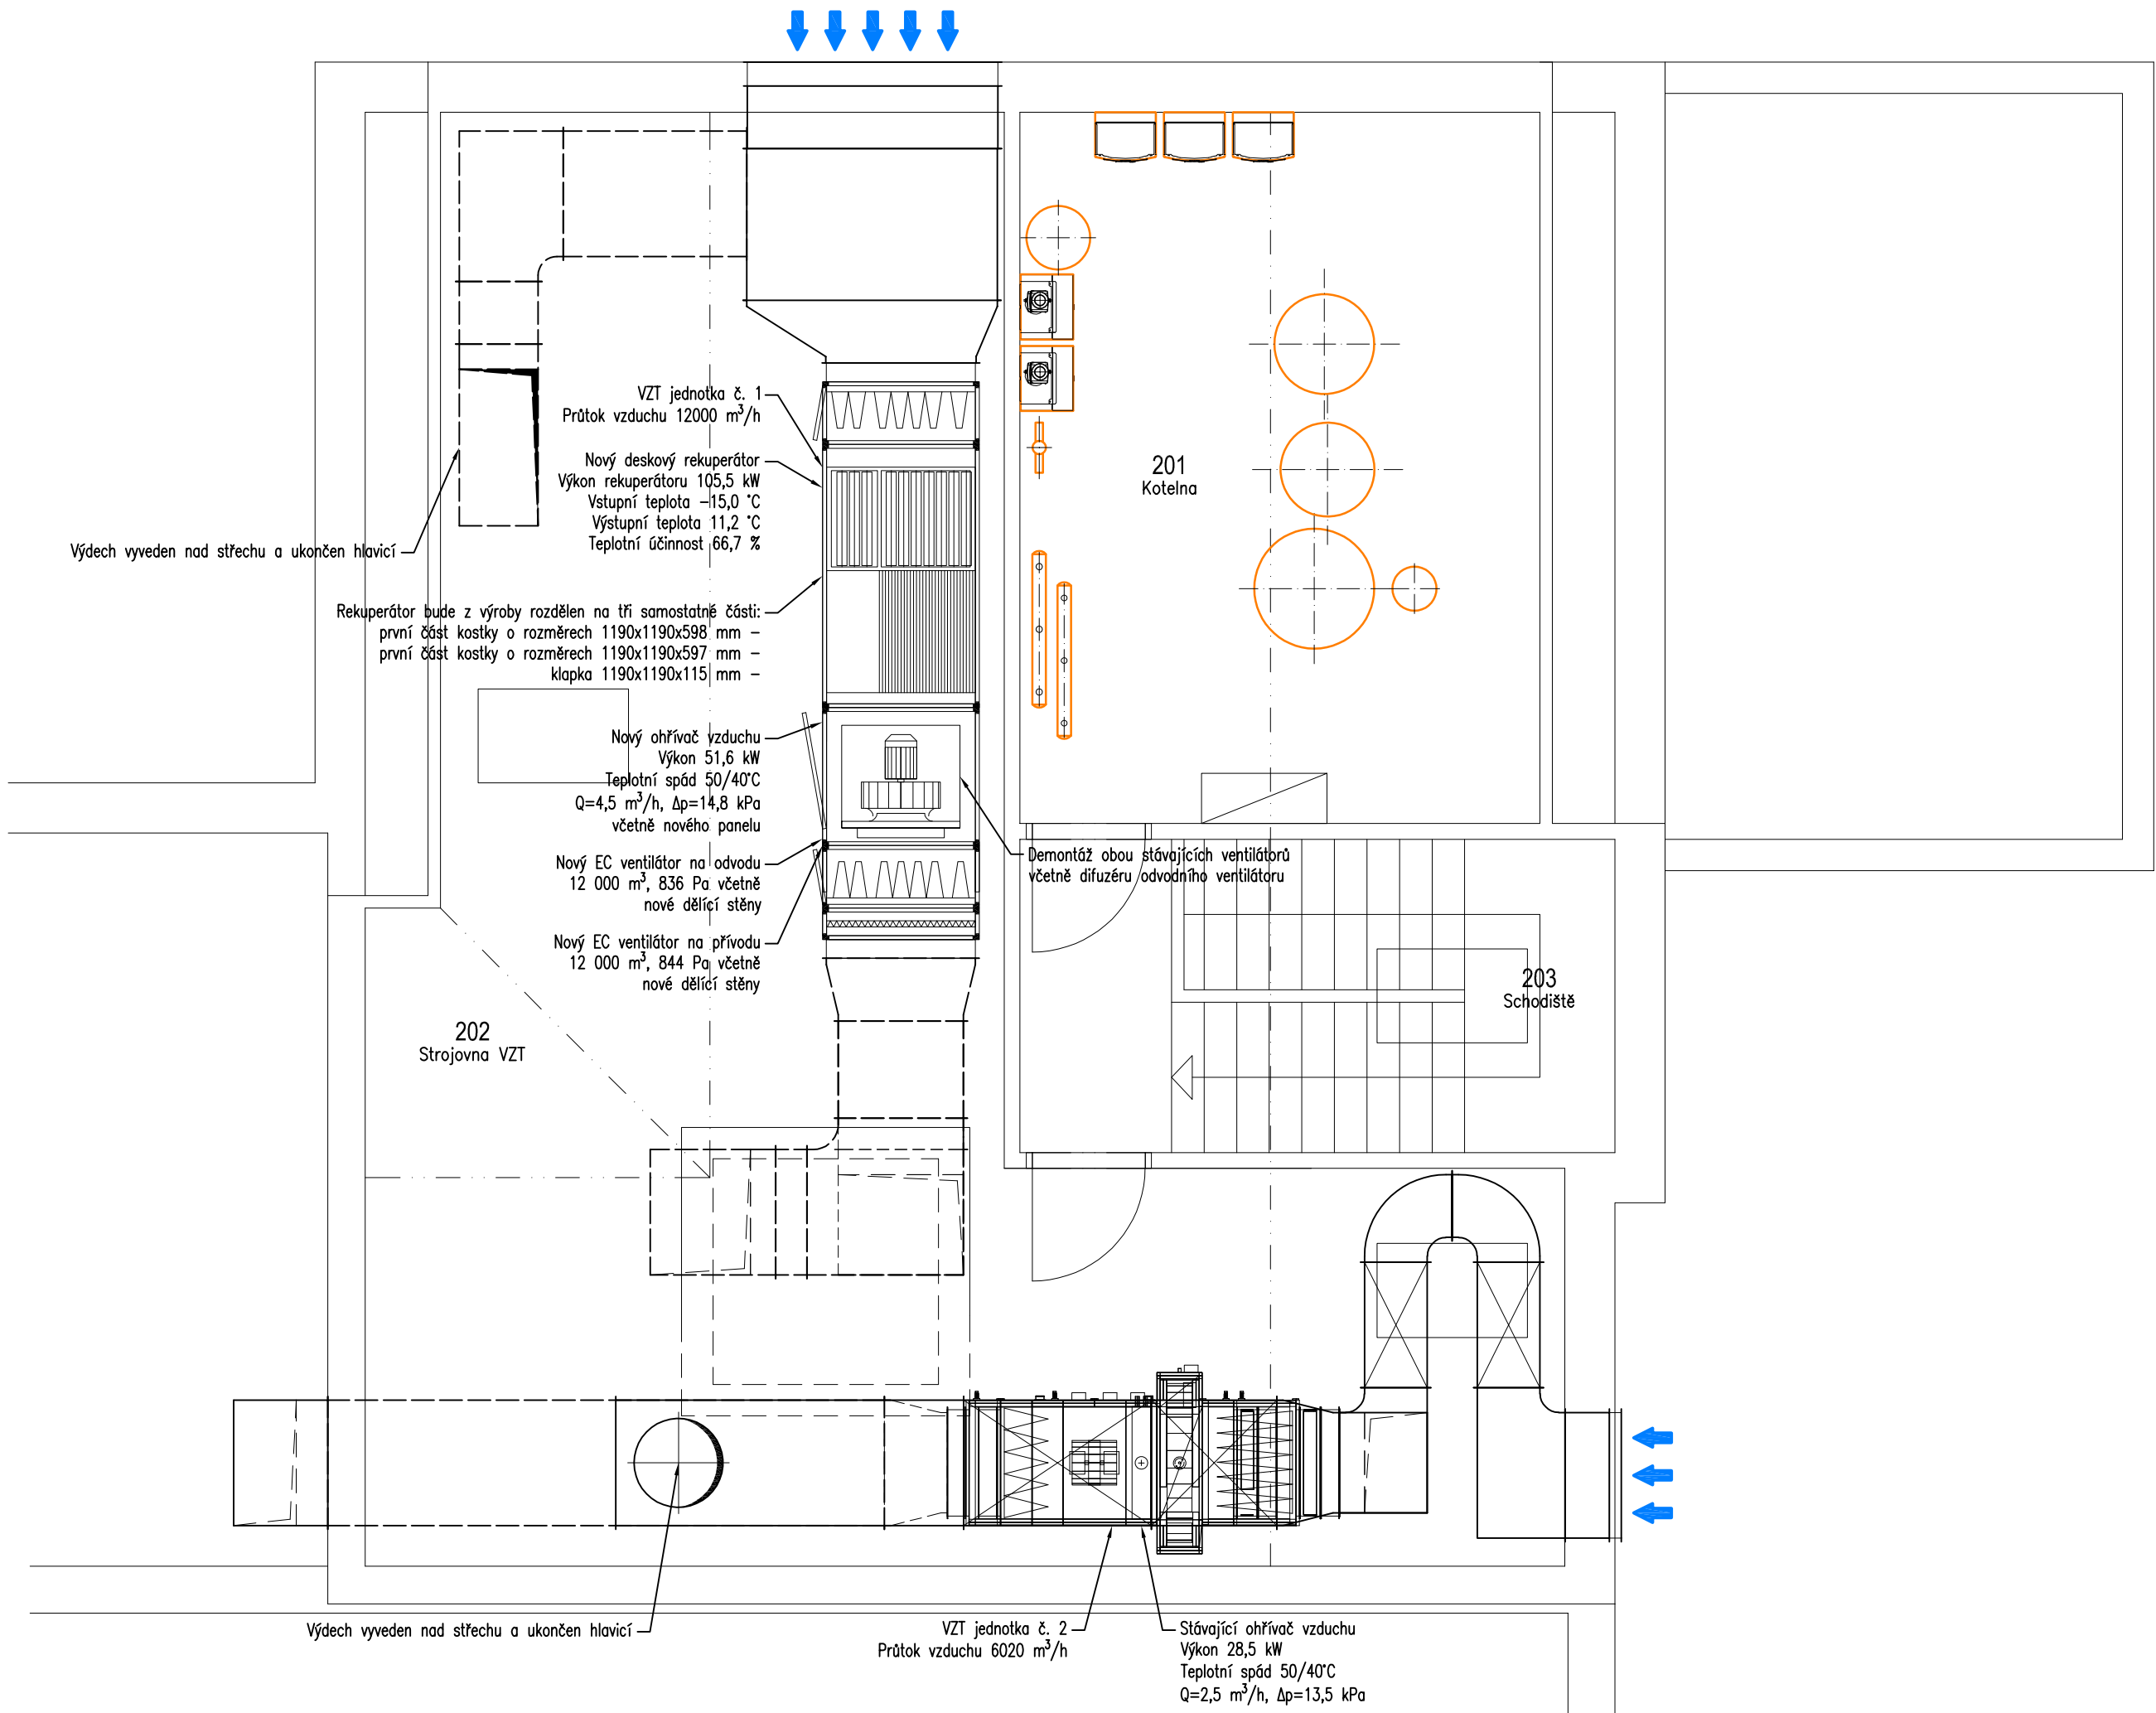 VZT jednotka č. 1
Průtok vzduchu 12000 m³/h
Nový deskový rekuperátor
Výkon rekuperátoru 105,5 kW
Vstupní teplota -15,0 °C
Výstupní teplota 11,2 °C
Teplotní účinnost 66,7 %
Výdech vyveden nad střechu a ukončen hlavicí
Rekuperátor bude z výroby rozdělen na tři samostatné části:
první část kostky o rozměrech 1190x1190x598 mm -
první část kostky o rozměrech 1190x1190x597 mm -
klapka 1190x1190x115 mm -
Nový ohřívač vzduchu
Výkon 51,6 kW
Teplotní spád 50/40°C
Q=4,5 m³/h, Δp=14,8 kPa
včetně nového panelu
Nový EC ventilátor na odvodu
12 000 m³, 836 Pa včetně
nové dělící stěny
Nový EC ventilátor na přívodu
12 000 m³, 844 Pa včetně
nové dělící stěny
Demontáž obou stávajících ventilátorů
včetně difuzéru odvodního ventilátoru
201
Kotelna
203
Schodiště
202
Strojovna VZT
Výdech vyveden nad střechu a ukončen hlavicí
VZT jednotka č. 2
Průtok vzduchu 6020 m³/h
Stávající ohřívač vzduchu
Výkon 28,5 kW
Teplotní spád 50/40°C
Q=2,5 m³/h, Δp=13,5 kPa